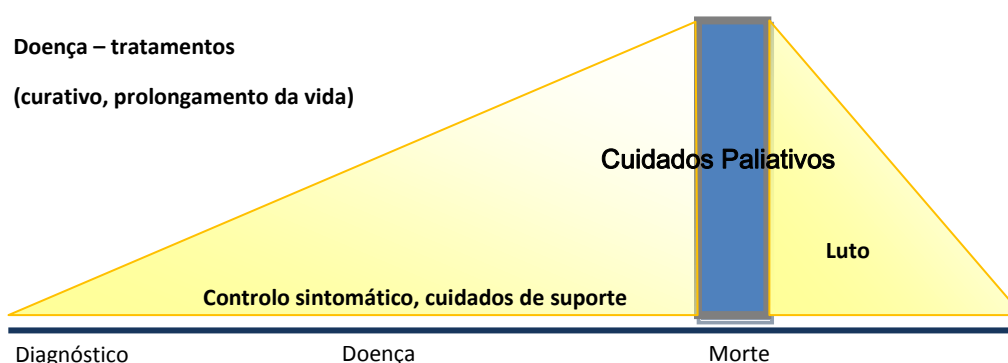 Doença – tratamentos
(curativo, prolongamento da vida)
Cuidados Paliativos
Luto
Controlo sintomático, cuidados de suporte
Diagnóstico
Doença
Morte